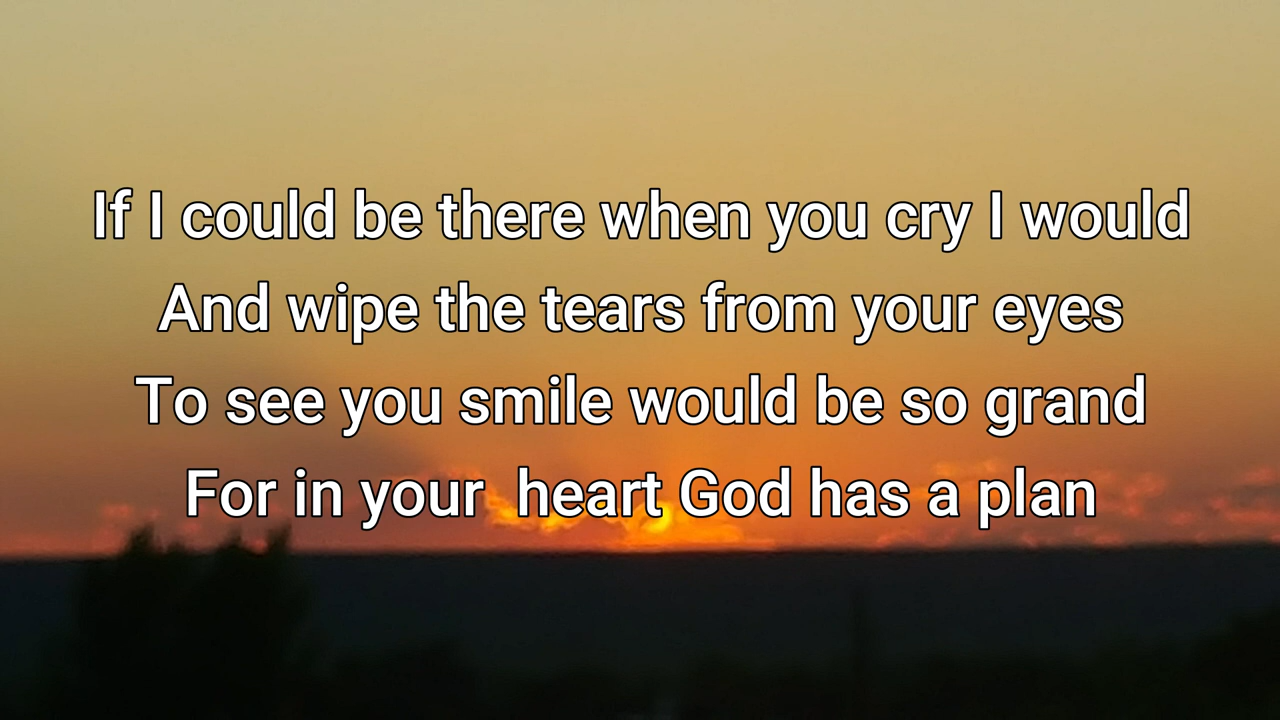 If I could be there when you cry I would
And wipe the tears from your eyes
To see you smile would be so grand
For in your  heart God has a plan